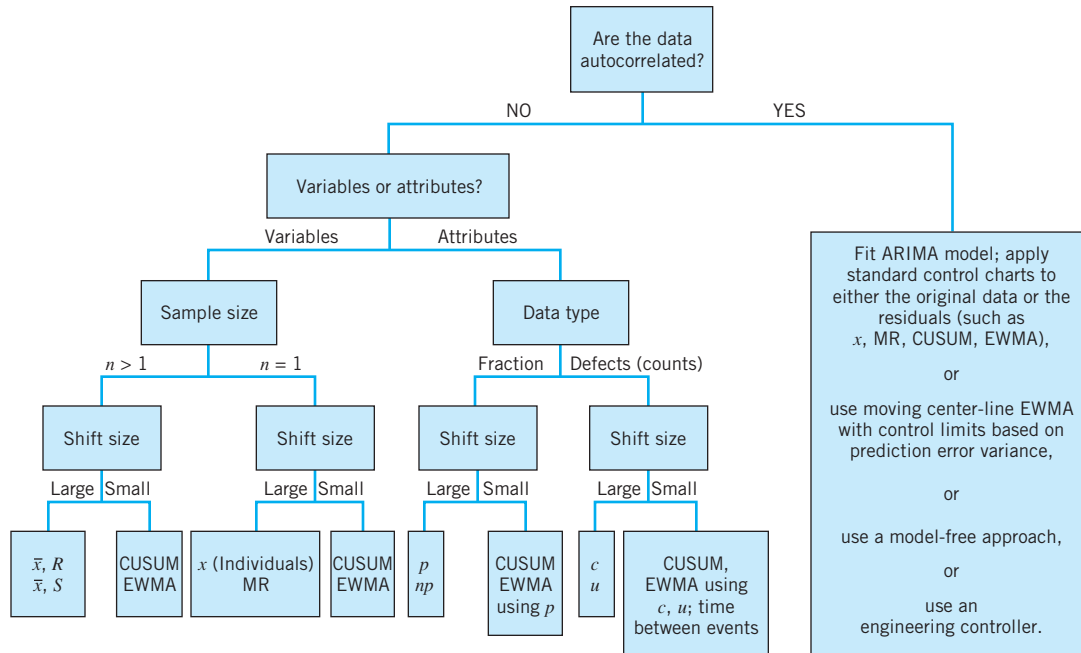 Are the data
autocorrelated?
NO
YES
Variables or attributes?
Variables
Attributes
Sample size
Data type
n > 1
n = 1
Fraction
Defects (counts)
Shift size
Shift size
Shift size
Shift size
Large
Small
Large
Small
Large
Small
Large
Small
x̅, R
x̅, S
CUSUM
EWMA
x (Individuals)
MR
CUSUM
EWMA
p
np
CUSUM
EWMA
using p
c
u
CUSUM,
EWMA using
c, u; time
between events
Fit ARIMA model; apply
standard control charts to
either the original data or the
residuals (such as
x, MR, CUSUM, EWMA),
or
use moving center-line EWMA
with control limits based on
prediction error variance,
or
use a model-free approach,
or
use an
engineering controller.